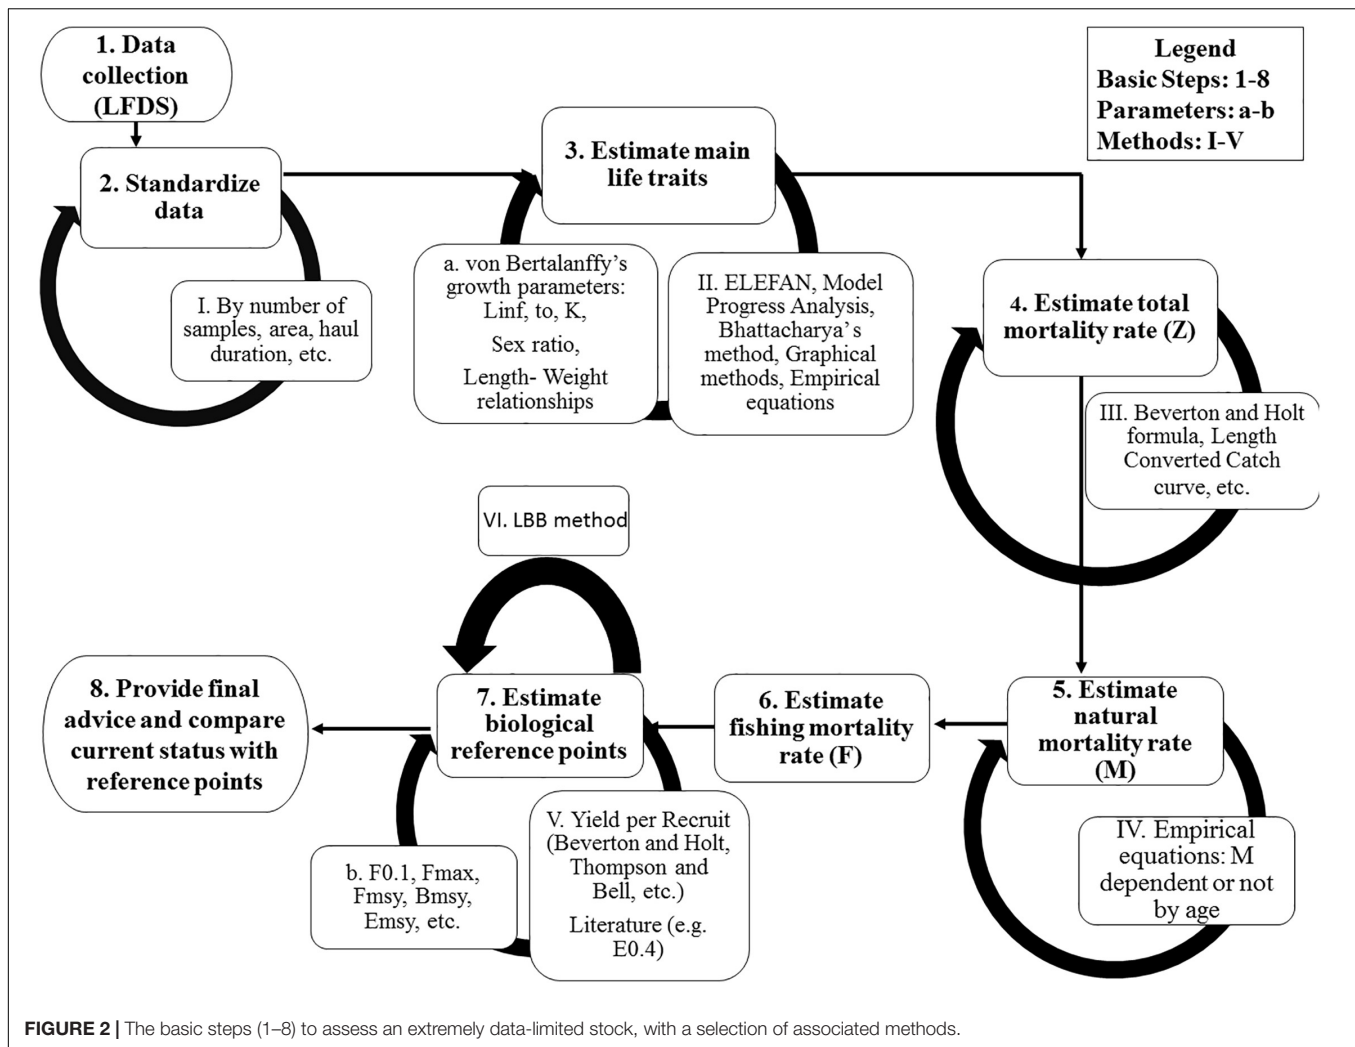 1. Data
collection
(LFDS)
Legend
Basic Steps: 1-8
Parameters: a-b
Methods: I-V
2. Standardize
data
3. Estimate main
life traits
I. By number of
samples, area, haul
duration, etc.
a. von Bertalanffy's
growth parameters:
Linf, to, K,
Sex ratio,
Length- Weight
relationships
II. ELEFAN, Model
Progress Analysis,
Bhattacharya's
method, Graphical
methods, Empirical
equations
4. Estimate total
mortality rate (Z)
III. Beverton and Holt
formula, Length
Converted Catch
curve, etc.
VI. LBB method
5. Estimate
natural
mortality rate
(M)
IV. Empirical
equations: M
dependent or not
by age
6. Estimate
fishing mortality
rate (F)
7. Estimate
biological
reference points
b. F0.1, Fmax,
Fmsy, Bmsy,
Emsy, etc.
V. Yield per Recruit
(Beverton and Holt,
Thompson and
Bell, etc.)
Literature (e.g.
E0.4)
8. Provide final
advice and compare
current status with
reference points
FIGURE 2 | The basic steps (1–8) to assess an extremely data-limited stock, with a selection of associated methods.